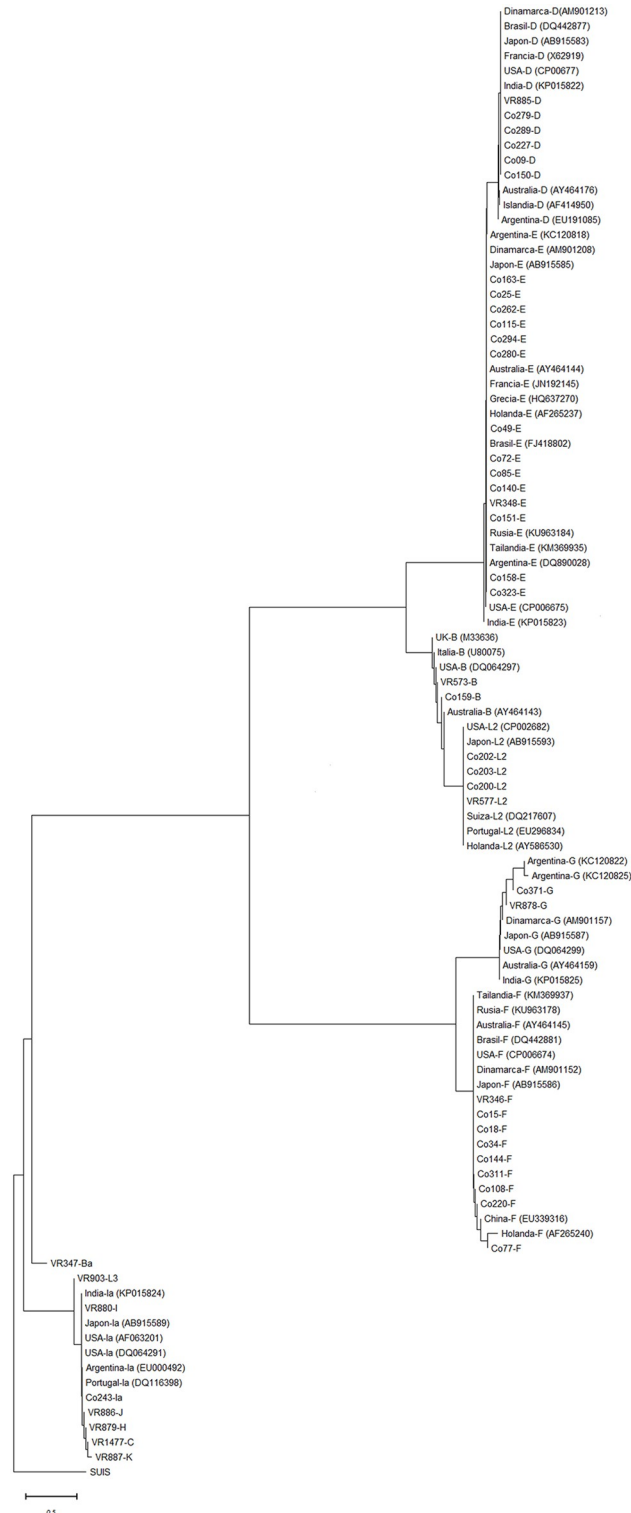 Dinamarca-D(AM901213)
Brasil-D (DQ442877)
Japon-D (AB915583)
Francia-D (X62919)
USA-D (CP00677)
India-D (KP015822)
VR885-D
Co279-D
Co289-D
Co227-D
Co09-D
Co150-D
Australia-D (AY464176)
Islandia-D (AF414950)
Argentina-D (EU191085)
Argentina-E (KC120818)
Dinamarca-E (AM901208)
Japon-E (AB915585)
Co163-E
Co25-E
Co262-E
Co115-E
Co294-E
Co280-E
Australia-E (AY464144)
Francia-E (JN192145)
Grecia-E (HQ637270)
Holanda-E (AF265237)
Co49-E
Brasil-E (FJ418802)
Co72-E
Co85-E
Co140-E
VR348-E
Co151-E
Rusia-E (KU963184)
Tailandia-E (KM369935)
Argentina-E (DQ890028)
Co158-E
Co323-E
USA-E (CP006675)
India-E (KP015823)
UK-B (M33636)
Italia-B (U80075)
USA-B (DQ064297)
VR573-B
Co159-B
Australia-B (AY464143)
USA-L2 (CP002682)
Japon-L2 (AB915593)
Co202-L2
Co203-L2
Co200-L2
VR577-L2
Suiza-L2 (DQ217607)
Portugal-L2 (EU296834)
Holanda-L2 (AY586530)
Argentina-G (KC120822)
Argentina-G (KC120825)
Co371-G
VR878-G
Dinamarca-G (AM901157)
Japon-G (AB915587)
USA-G (DQ064299)
Australia-G (AY464159)
India-G (KP015825)
Tailandia-F (KM369937)
Rusia-F (KU963178)
Australia-F (AY464145)
Brasil-F (DQ442881)
USA-F (CP006674)
Dinamarca-F (AM901152)
Japon-F (AB915586)
VR346-F
Co15-F
Co18-F
Co34-F
Co144-F
Co311-F
Co108-F
Co220-F
China-F (EU339316)
Holanda-F (AF265240)
Co77-F
VR347-Ba
VR903-L3
India-Ia (KP015824)
VR880-I
Japon-Ia (AB915589)
USA-Ia (AF063201)
USA-Ia (DQ064291)
Argentina-Ia (EU000492)
Portugal-Ia (DQ116398)
Co243-Ia
VR886-J
VR879-H
VR1477-C
VR887-K
SUIS